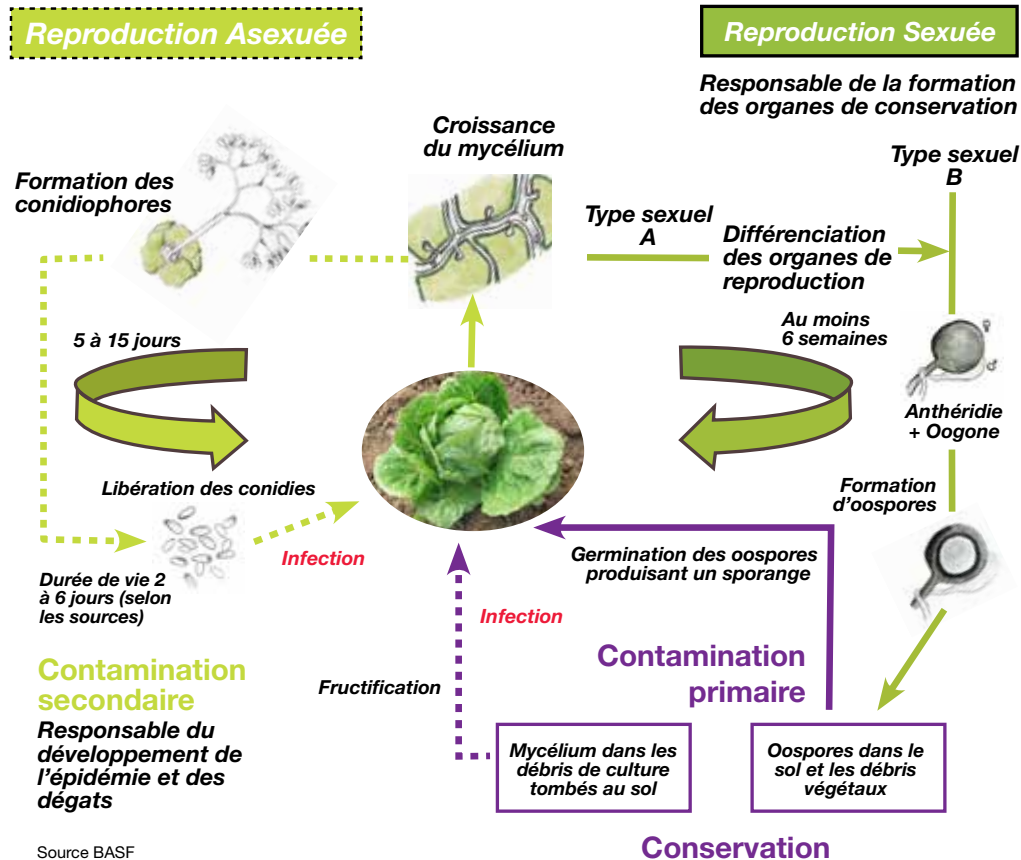 Reproduction Asexuée
Reproduction Sexuée
Responsable de la formation
des organes de conservation
Croissance
du mycélium
Type sexuel
B
Formation des
conidiophores
Type sexuel
A
Différenciation
des organes de
reproduction
5 à 15 jours
Au moins
6 semaines
♀
♂
Anthéridie
+ Oogone
Libération des conidies
Formation
d’oospores
Infection
Germination des oospores
produisant un sporange
Durée de vie 2
à 6 jours (selon
les sources)
Infection
Contamination
secondaire
Responsable du
développement de
l’épidémie et des
dégats
Fructification
Contamination
primaire
Mycélium dans les
débris de culture
tombés au sol
Oospores dans le
sol et les débris
végétaux
Conservation
Source BASF